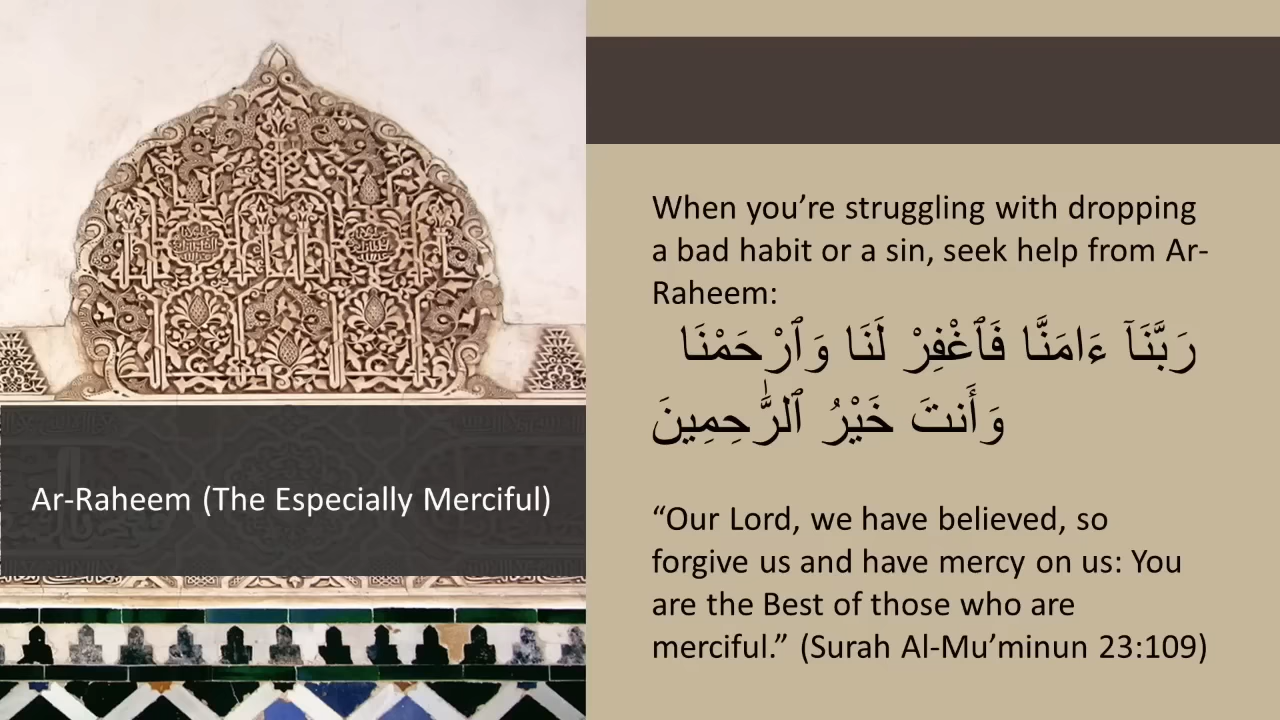 Ar-Raheem (The Especially Merciful)
When you’re struggling with dropping
a bad habit or a sin, seek help from Ar-
Raheem:
رَبَّنَآ ءَامَنَّا فَٱغْفِرْ لَنَا وَٱرْحَمْنَا
وَأَنتَ خَيْرُ ٱلرَّٰحِمِينَ
“Our Lord, we have believed, so
forgive us and have mercy on us: You
are the Best of those who are
merciful.” (Surah Al-Mu’minun 23:109)